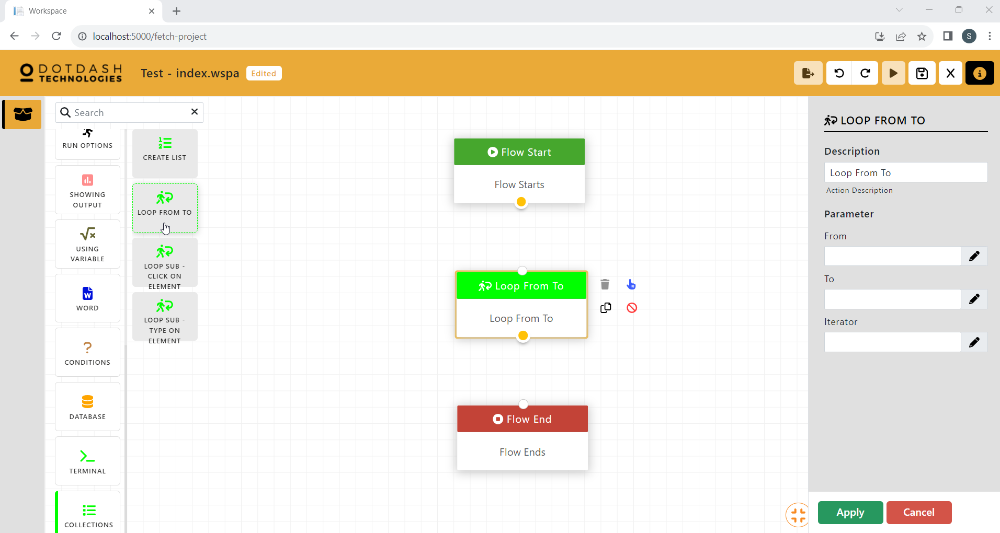 Workspace
localhost:5000/fetch-project
S
DOTDASH
TECHNOLOGIES
Test - index.wspa
Edited
Search
RUN OPTIONS
SHOWING
OUTPUT
USING
VARIABLE
WORD
CONDITIONS
DATABASE
TERMINAL
COLLECTIONS
CREATE LIST
LOOP FROM TO
LOOP SUB -
CLICK ON
ELEMENT
LOOP SUB -
TYPE ON
ELEMENT
Flow Start
Flow Starts
Loop From To
Loop From To
Flow End
Flow Ends
LOOP FROM TO
Description
Loop From To
Action Description
Parameter
From
To
Iterator
Apply
Cancel